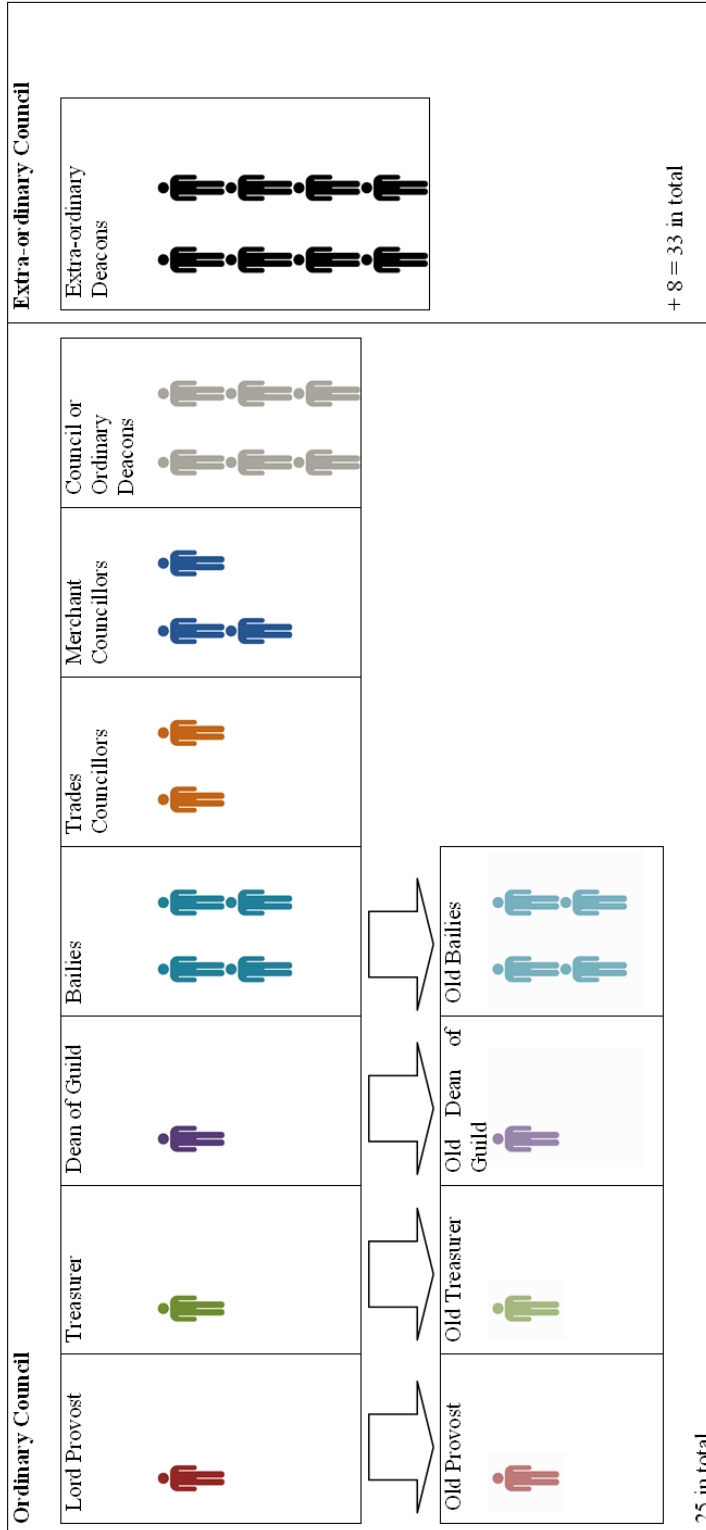 Ordinary Council
Extra-ordinary Council
Lord Provost
Treasurer
Dean of Guild
Bailies
Trades
Councillors
Merchant
Councillors
Council or
Ordinary
Deacons
Extra-ordinary
Deacons
Old Provost
Old Treasurer
Old Dean of
Guild
Old Bailies
25 in total
+ 8 = 33 in total